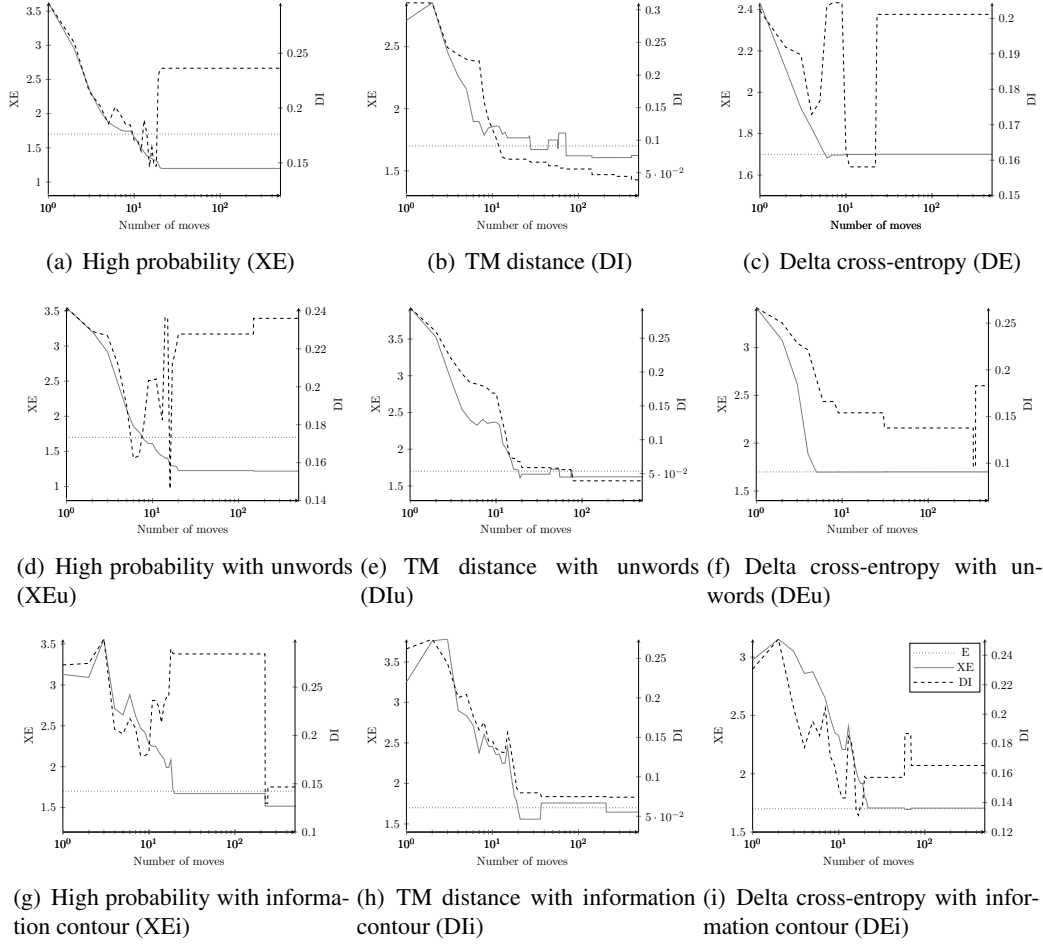 3.5
3
2.5
2
1.5
1
XE
0.25
0.2
0.15
DI
10^0
10^1
10^2
Number of moves
(a) High probability (XE)
2.5
2
1.5
XE
0.3
0.25
0.2
0.15
0.1
5 · 10^−2
DI
10^0
10^1
10^2
Number of moves
(b) TM distance (DI)
2.4
2.2
2
1.8
1.6
XE
0.2
0.19
0.18
0.17
0.16
0.15
DI
10^0
10^1
10^2
Number of moves
(c) Delta cross-entropy (DE)
3.5
3
2.5
2
1.5
1
XE
0.24
0.22
0.2
0.18
0.16
0.14
DI
10^0
10^1
10^2
Number of moves
(d) High probability with unwords
(XEu)
3.5
3
2.5
2
1.5
XE
0.25
0.2
0.15
0.1
5 · 10^−2
DI
10^0
10^1
10^2
Number of moves
(e) TM distance with unwords
(DIu)
3
2.5
2
1.5
XE
0.25
0.2
0.15
0.1
DI
10^0
10^1
10^2
Number of moves
(f) Delta cross-entropy with un-
words (DEu)
3.5
3
2.5
2
1.5
XE
0.25
0.2
0.15
0.1
DI
10^0
10^1
10^2
Number of moves
(g) High probability with informa-
tion contour (XEi)
3.5
3
2.5
2
1.5
XE
0.25
0.2
0.15
0.1
5 · 10^−2
DI
10^0
10^1
10^2
Number of moves
(h) TM distance with information
contour (DIi)
3
2.5
2
1.5
XE
E
XE
DI
0.24
0.22
0.2
0.18
0.16
0.14
0.12
DI
10^0
10^1
10^2
Number of moves
(i) Delta cross-entropy with infor-
mation contour (DEi)